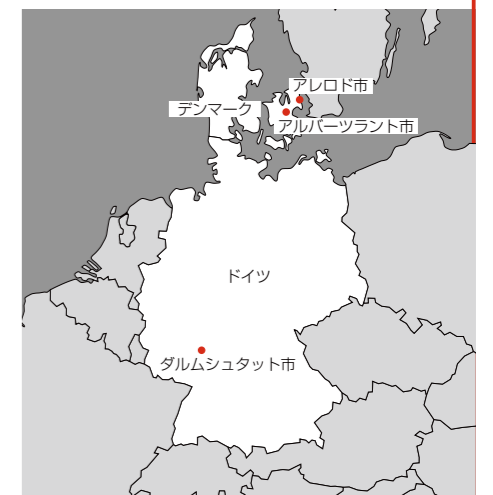 アレロド市
デンマーク
アルバーツラント市
ドイツ
ダルムシュタット市